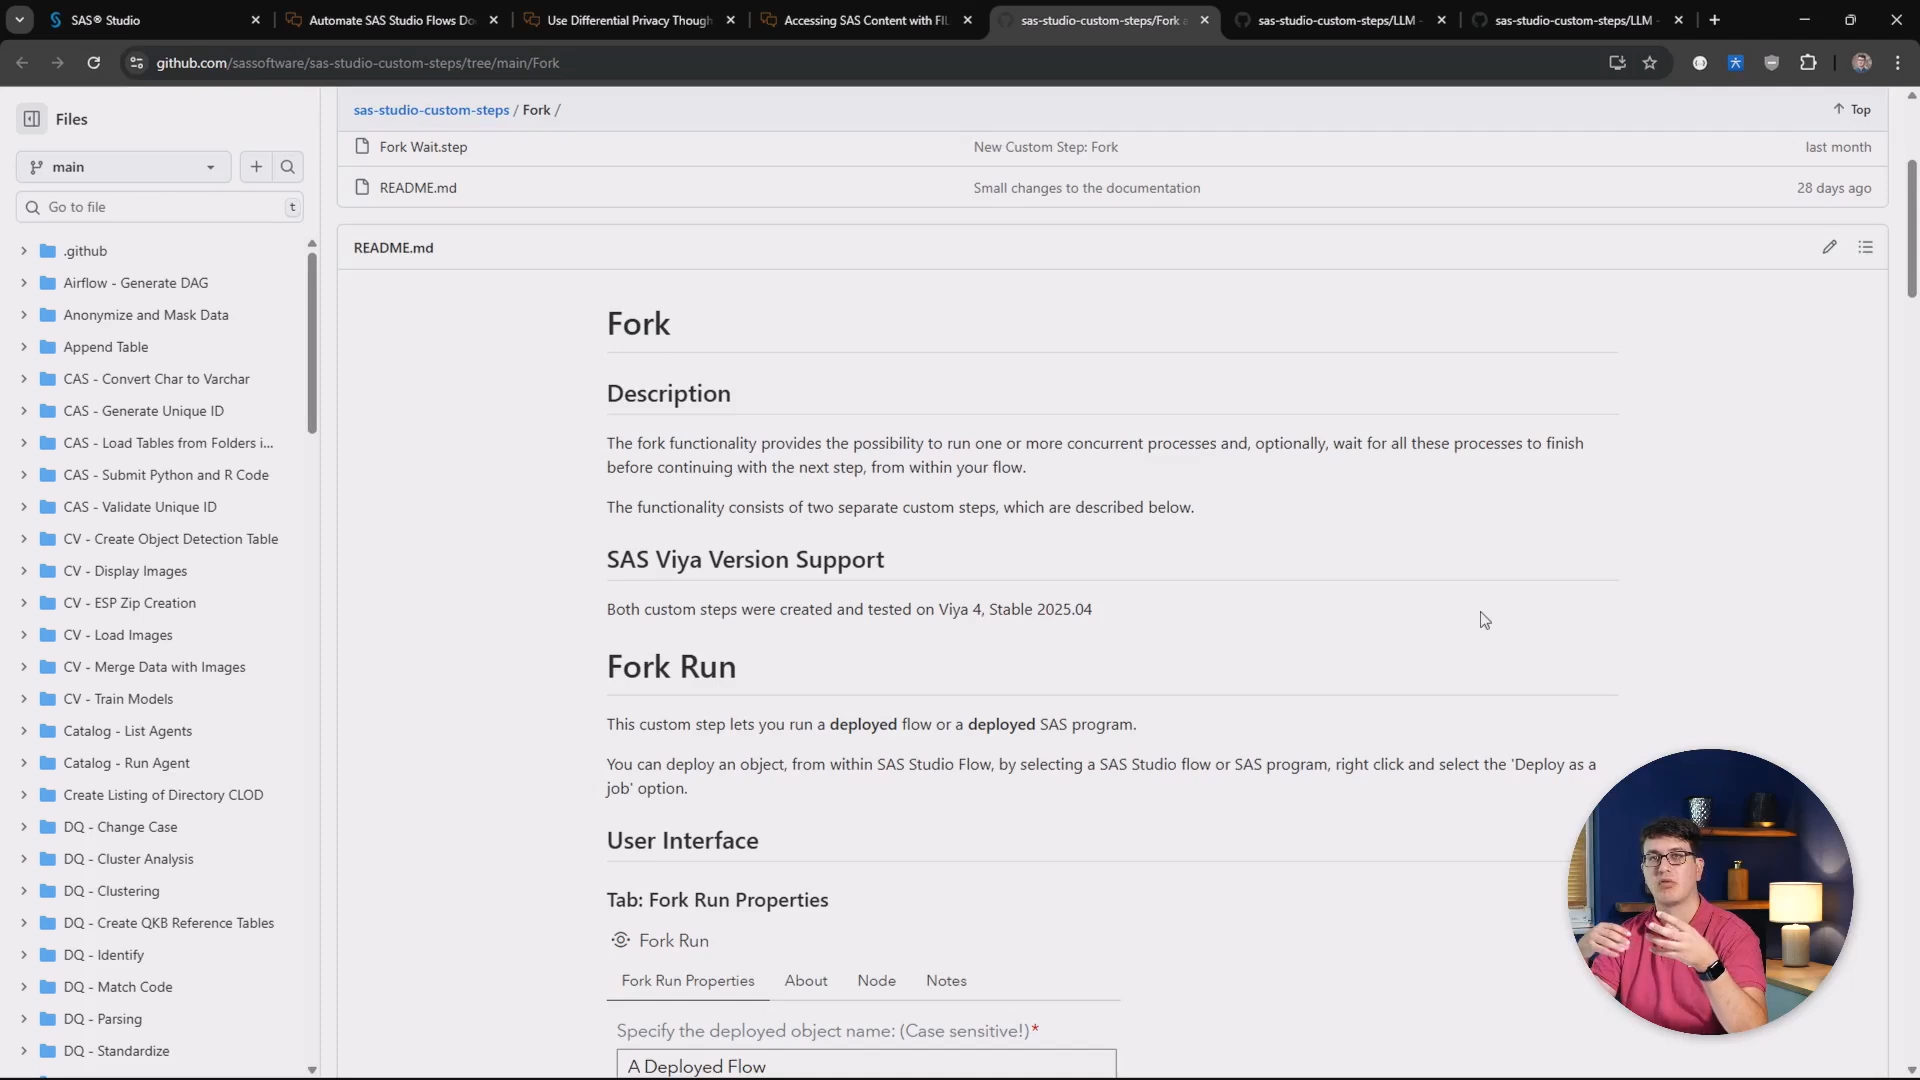 SAS® Studio
Automate SAS Studio Flows Do
Use Differential Privacy Though
Accessing SAS Content with FIL
sas-studio-custom-steps/Fork a
sas-studio-custom-steps/LLM -
sas-studio-custom-steps/LLM -
github.com/sassoftware/sas-studio-custom-steps/tree/main/Fork
Files
main
Go to file
t
.github
Airflow - Generate DAG
Anonymize and Mask Data
Append Table
CAS - Convert Char to Varchar
CAS - Generate Unique ID
CAS - Load Tables from Folders i...
CAS - Submit Python and R Code
CAS - Validate Unique ID
CV - Create Object Detection Table
CV - Display Images
CV - ESP Zip Creation
CV - Load Images
CV - Merge Data with Images
CV - Train Models
Catalog - List Agents
Catalog - Run Agent
Create Listing of Directory CLOD
DQ - Change Case
DQ - Cluster Analysis
DQ - Clustering
DQ - Create QKB Reference Tables
DQ - Identify
DQ - Match Code
DQ - Parsing
DQ - Standardize
sas-studio-custom-steps / Fork /
Top
Fork Wait.step
New Custom Step: Fork
last month
README.md
Small changes to the documentation
28 days ago
README.md
Fork
Description
The fork functionality provides the possibility to run one or more concurrent processes and, optionally, wait for all these processes to finish
before continuing with the next step, from within your flow.
The functionality consists of two separate custom steps, which are described below.
SAS Viya Version Support
Both custom steps were created and tested on Viya 4, Stable 2025.04
Fork Run
This custom step lets you run a deployed flow or a deployed SAS program.
You can deploy an object, from within SAS Studio Flow, by selecting a SAS Studio flow or SAS program, right click and select the 'Deploy as a
job' option.
User Interface
Tab: Fork Run Properties
Fork Run
Fork Run Properties
About
Node
Notes
Specify the deployed object name: (Case sensitive!)*
A Deployed Flow